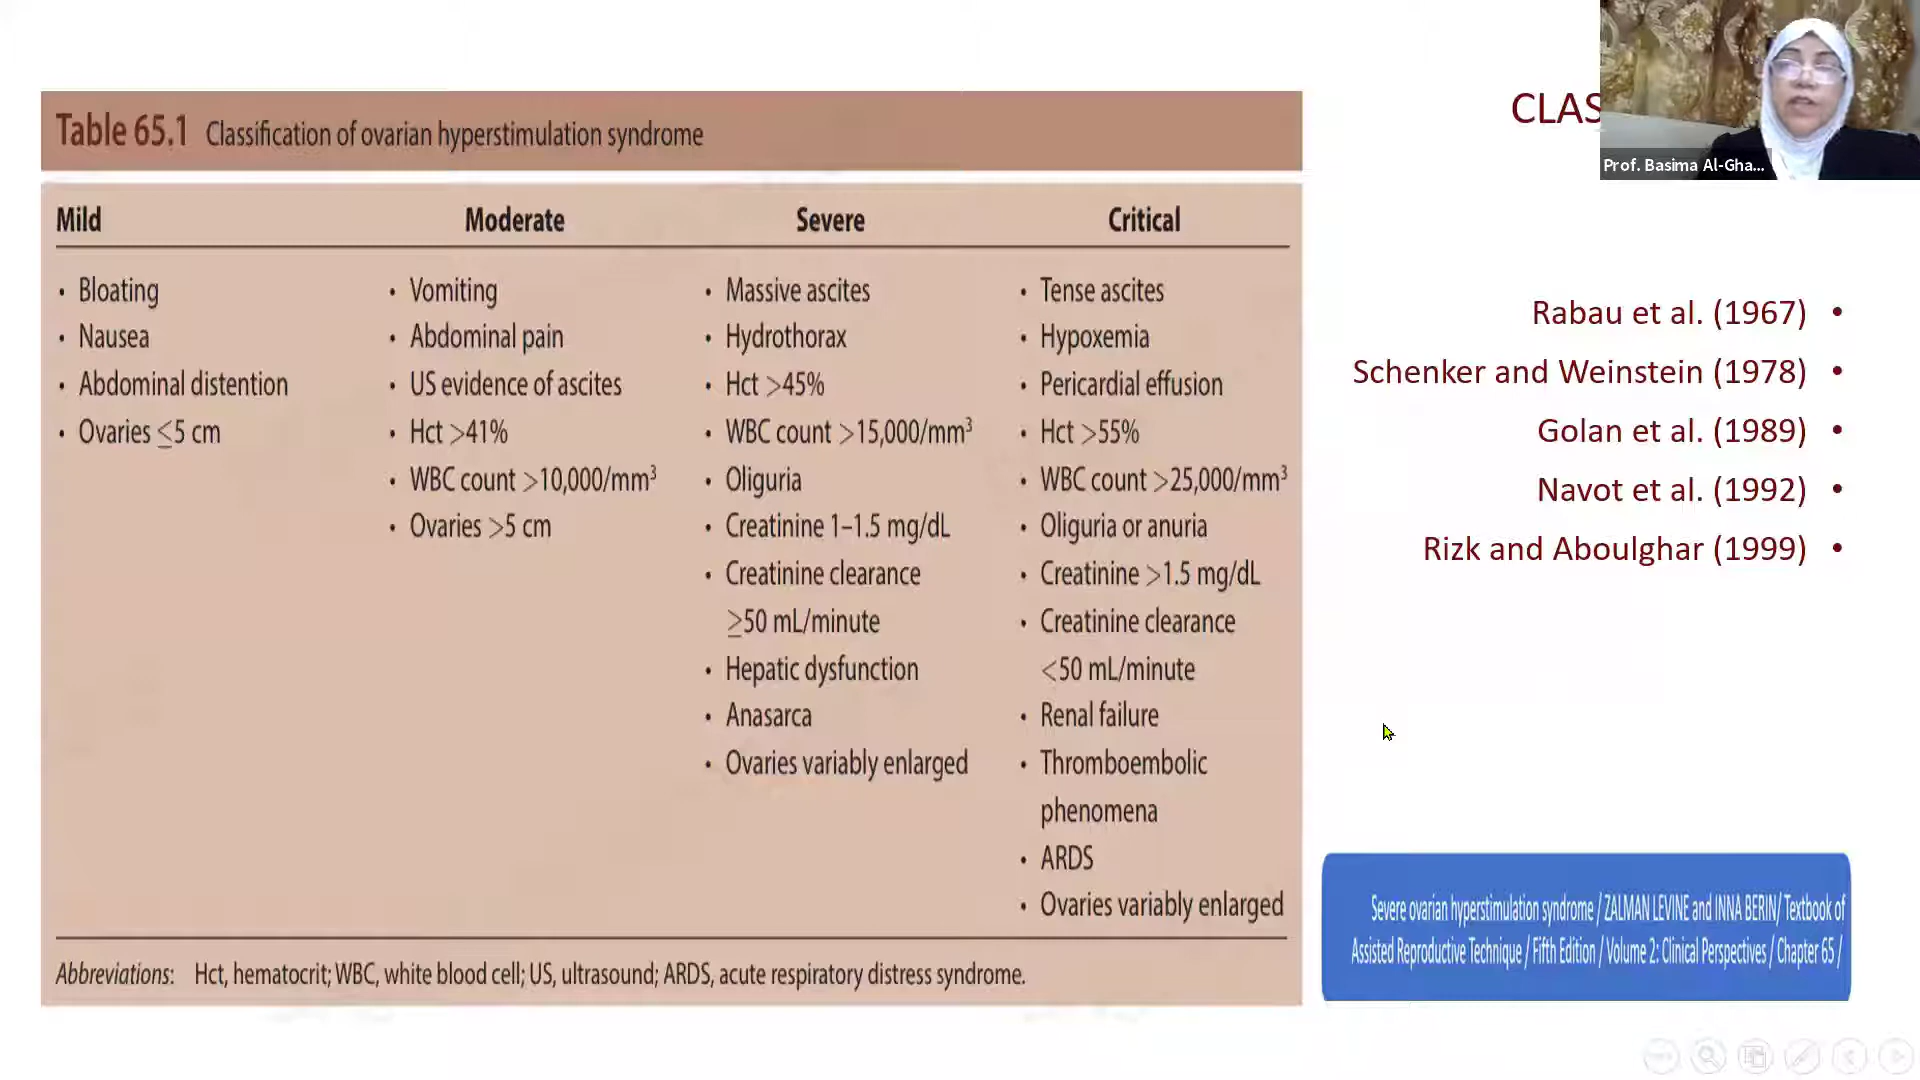 Table 65.1 Classification of ovarian hyperstimulation syndrome
Mild
• Bloating
• Nausea
• Abdominal distention
• Ovaries ≤5 cm
Moderate
• Vomiting
• Abdominal pain
• US evidence of ascites
• Hct >41%
• WBC count >10,000/mm³
• Ovaries >5 cm
Severe
• Massive ascites
• Hydrothorax
• Hct >45%
• WBC count >15,000/mm³
• Oliguria
• Creatinine 1–1.5 mg/dL
• Creatinine clearance
≥50 mL/minute
• Hepatic dysfunction
• Anasarca
• Ovaries variably enlarged
Critical
• Tense ascites
• Hypoxemia
• Pericardial effusion
• Hct >55%
• WBC count >25,000/mm³
• Oliguria or anuria
• Creatinine >1.5 mg/dL
• Creatinine clearance
<50 mL/minute
• Renal failure
• Thromboembolic
phenomena
• ARDS
• Ovaries variably enlarged
Abbreviations: Hct, hematocrit; WBC, white blood cell; US, ultrasound; ARDS, acute respiratory distress syndrome.
CLAS
Prof. Basima Al-Gha...
Rabau et al. (1967) •
Schenker and Weinstein (1978) •
Golan et al. (1989) •
Navot et al. (1992) •
Rizk and Aboulghar (1999) •
Severe ovarian hyperstimulation syndrome / ZALMAN LEVINE and INNA BERIN/ Textbook of
Assisted Reproductive Technique / Fifth Edition / Volume 2: Clinical Perspectives / Chapter 65 /